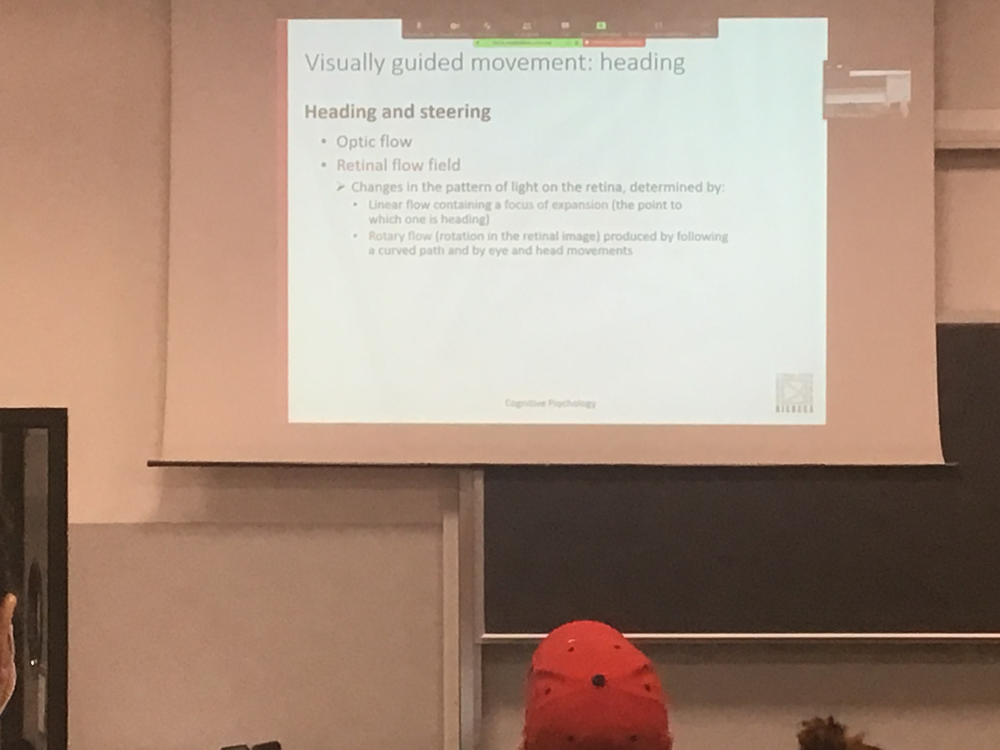 Visually guided movement: heading
Heading and steering
• Optic flow
• Retinal flow field
➢ Changes in the pattern of light on the retina, determined by:
• Linear flow containing a focus of expansion (the point to
which one is heading)
• Rotary flow (rotation in the retinal image) produced by following
a curved path and by eye and head movements
Cognitive Psychology
BICOCCA